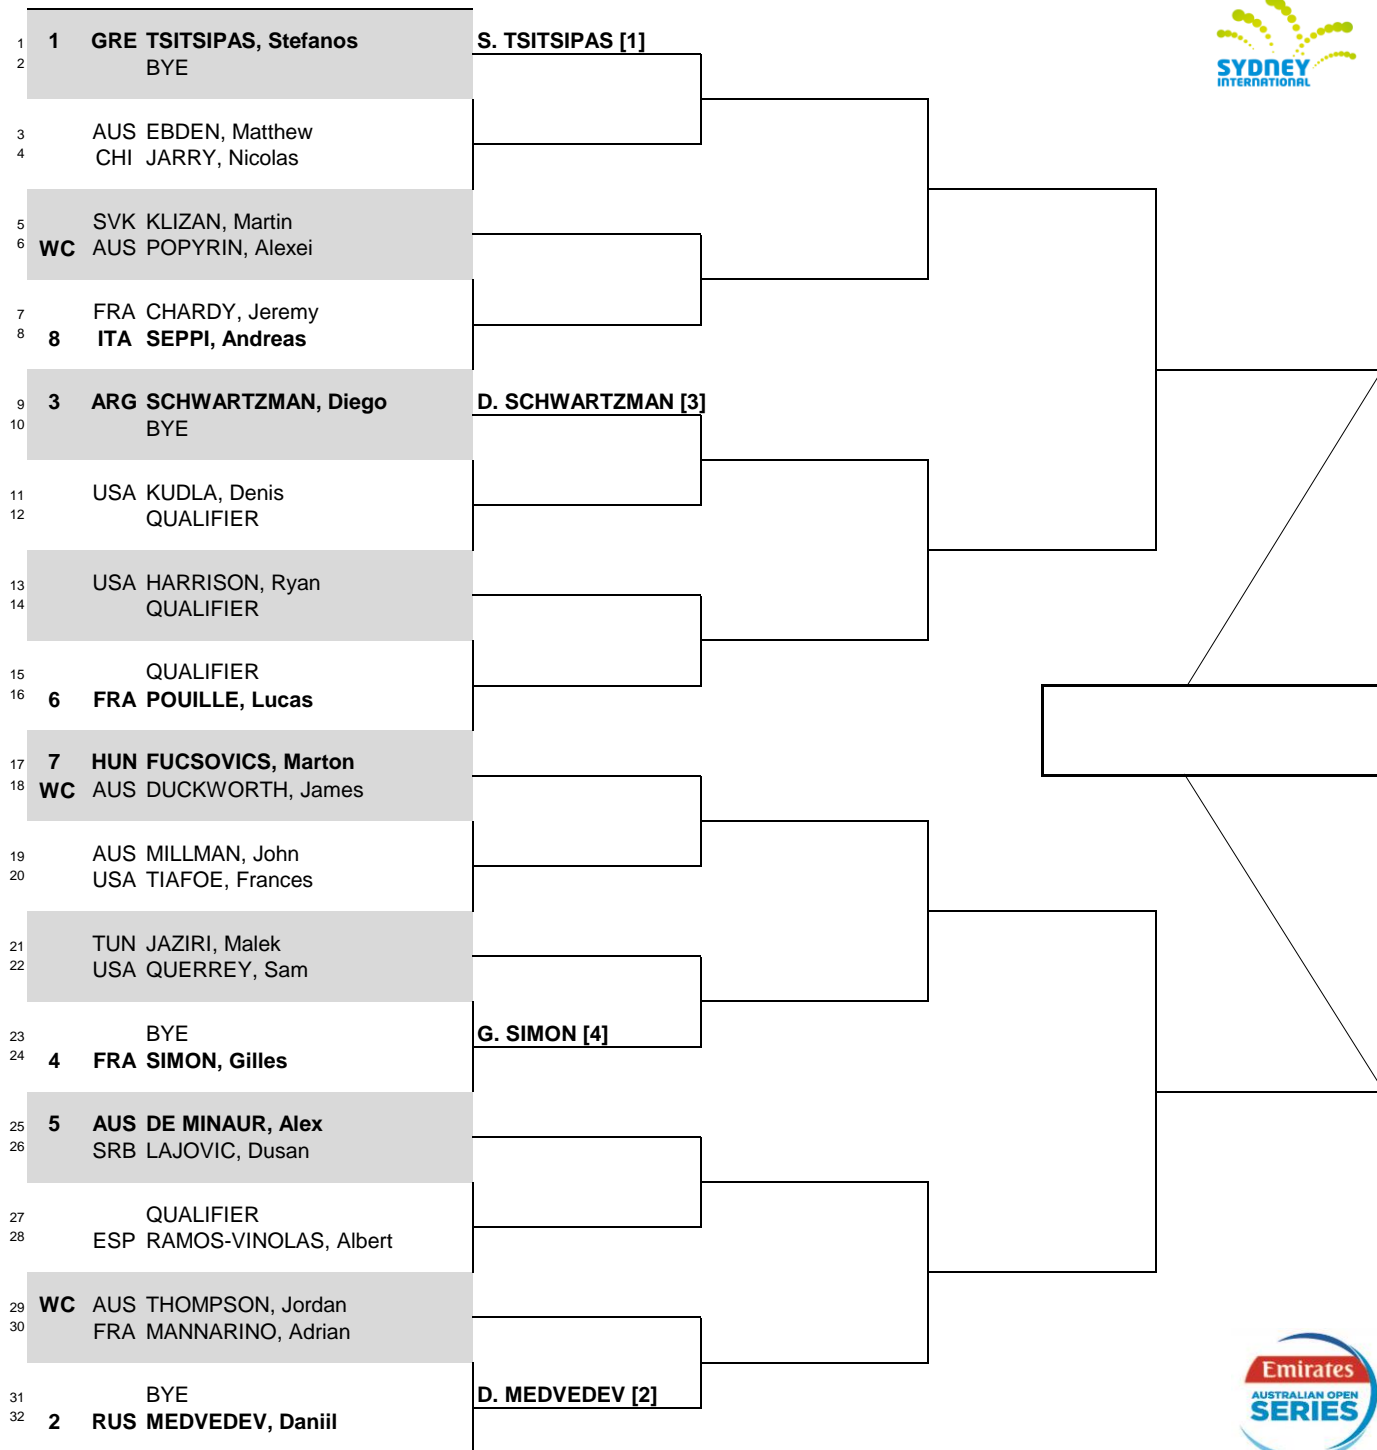 1 1 GRE TSITSIPAS, Stefanos S. TSITSIPAS [1]
2 BYE
SYDNEY
INTERNATIONAL
3 AUS EBDEN, Matthew
4 CHI JARRY, Nicolas
5 SVK KLIZAN, Martin
6 WC AUS POPYRIN, Alexei
7 FRA CHARDY, Jeremy
8 8 ITA SEPPI, Andreas
9 3 ARG SCHWARTZMAN, Diego D. SCHWARTZMAN [3]
10 BYE
11 USA KUDLA, Denis
12 QUALIFIER
13 USA HARRISON, Ryan
14 QUALIFIER
15 QUALIFIER
16 6 FRA POUILLE, Lucas
17 7 HUN FUCSOVICS, Marton
18 WC AUS DUCKWORTH, James
19 AUS MILLMAN, John
20 USA TIAFOE, Frances
21 TUN JAZIRI, Malek
22 USA QUERREY, Sam
23 BYE G. SIMON [4]
24 4 FRA SIMON, Gilles
25 5 AUS DE MINAUR, Alex
26 SRB LAJOVIC, Dusan
27 QUALIFIER
28 ESP RAMOS-VINOLAS, Albert
29 WC AUS THOMPSON, Jordan
30 FRA MANNARINO, Adrian
31 BYE D. MEDVEDEV [2]
32 2 RUS MEDVEDEV, Daniil
Emirates
AUSTRALIAN OPEN
SERIES